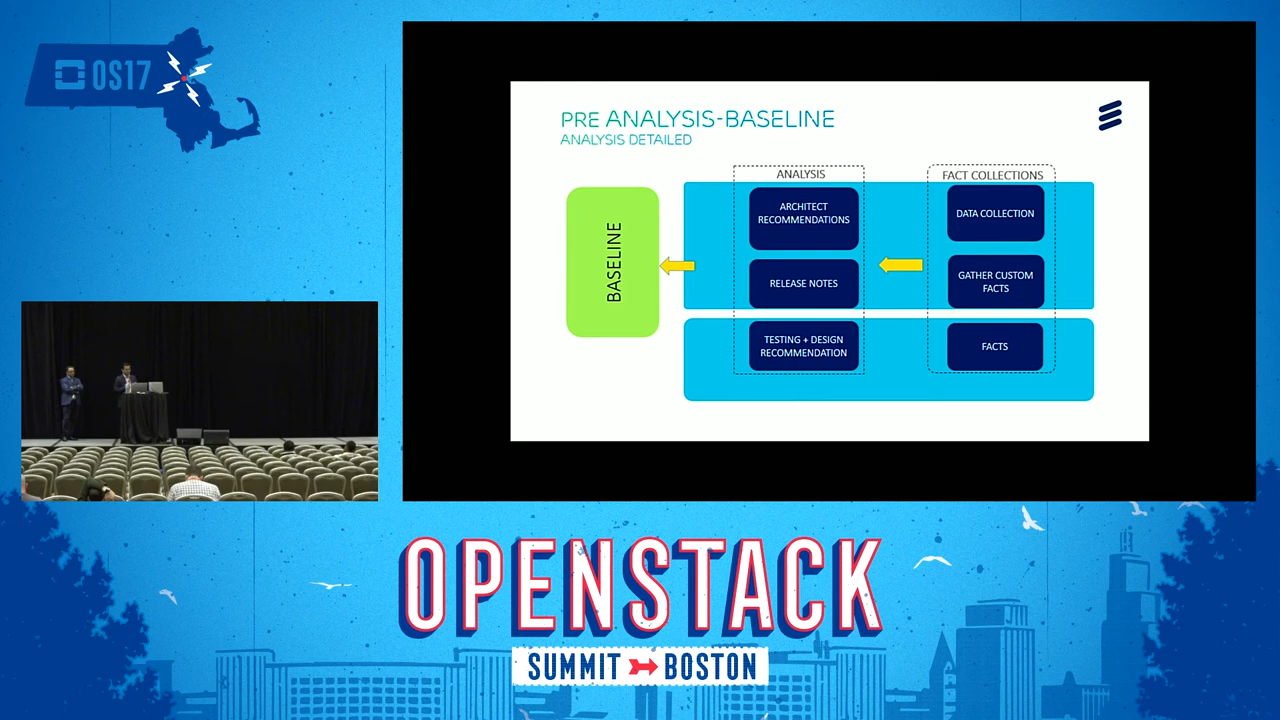 OS17
PRE ANALYSIS-BASELINE
ANALYSIS DETAILED
BASELINE
ANALYSIS
ARCHITECT
RECOMMENDATIONS
RELEASE NOTES
TESTING + DESIGN
RECOMMENDATION
FACT COLLECTIONS
DATA COLLECTION
GATHER CUSTOM
FACTS
FACTS
OPENSTACK
SUMMIT BOSTON